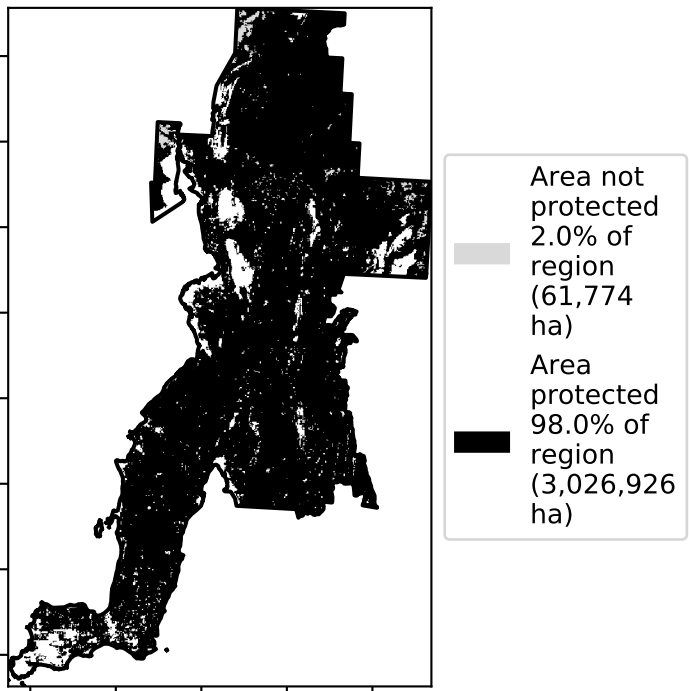 Area not
protected
2.0% of
region
(61,774
ha)
Area
protected
98.0% of
region
(3,026,926
ha)